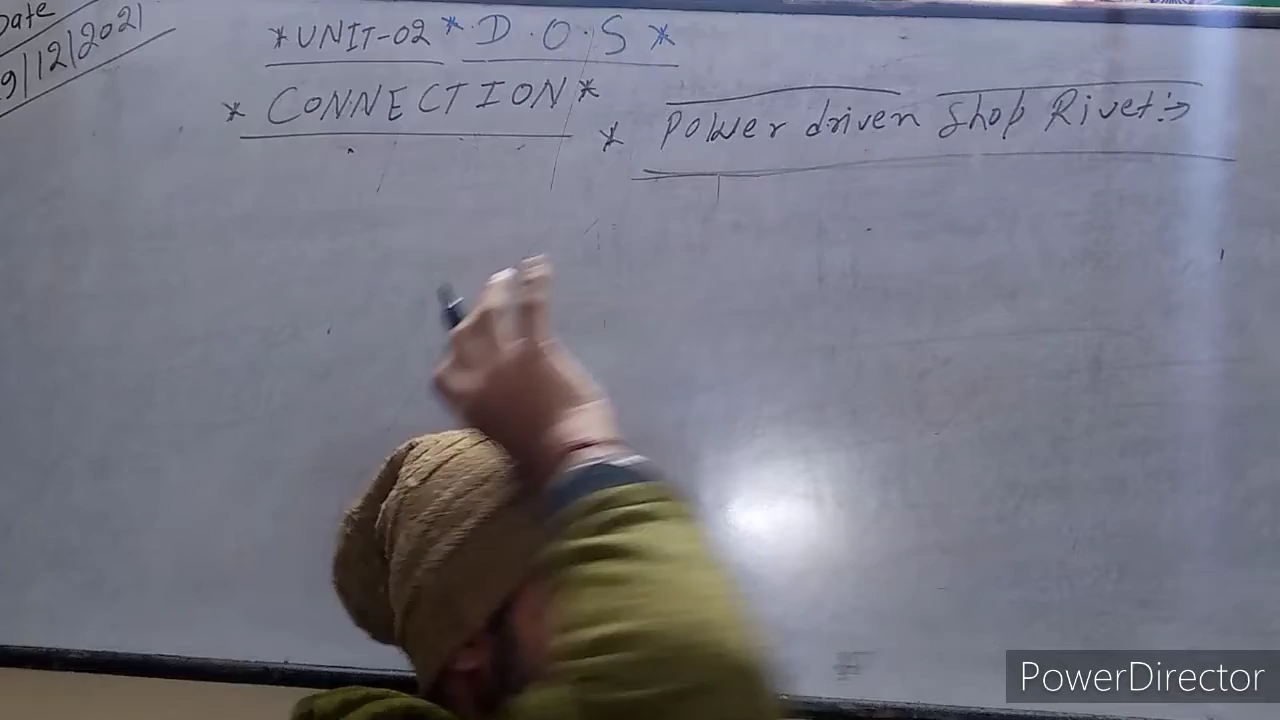 Date
9/12/2021
*UNIT-02 * D.O.S *
* CONNECTION *
* Power driven Shop Rivet:->
PowerDirector